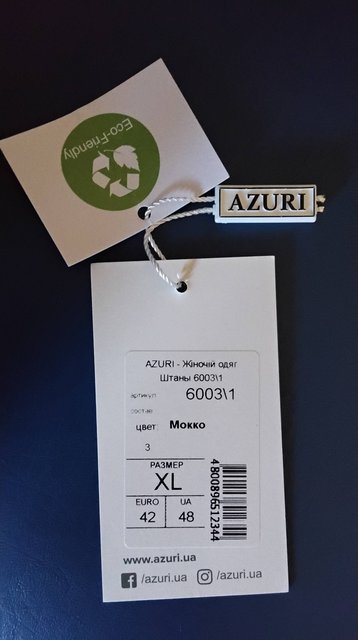 Eco-Friendly
AZURI
AZURI - Жіночій одяг
Штаны 6003\1
артикул 6003\1
состав
цвет: Мокко
3
РАЗМЕР
XL
EURO UA
42 48
4800896512344
www.azuri.ua
/azuri.ua /azuri.ua